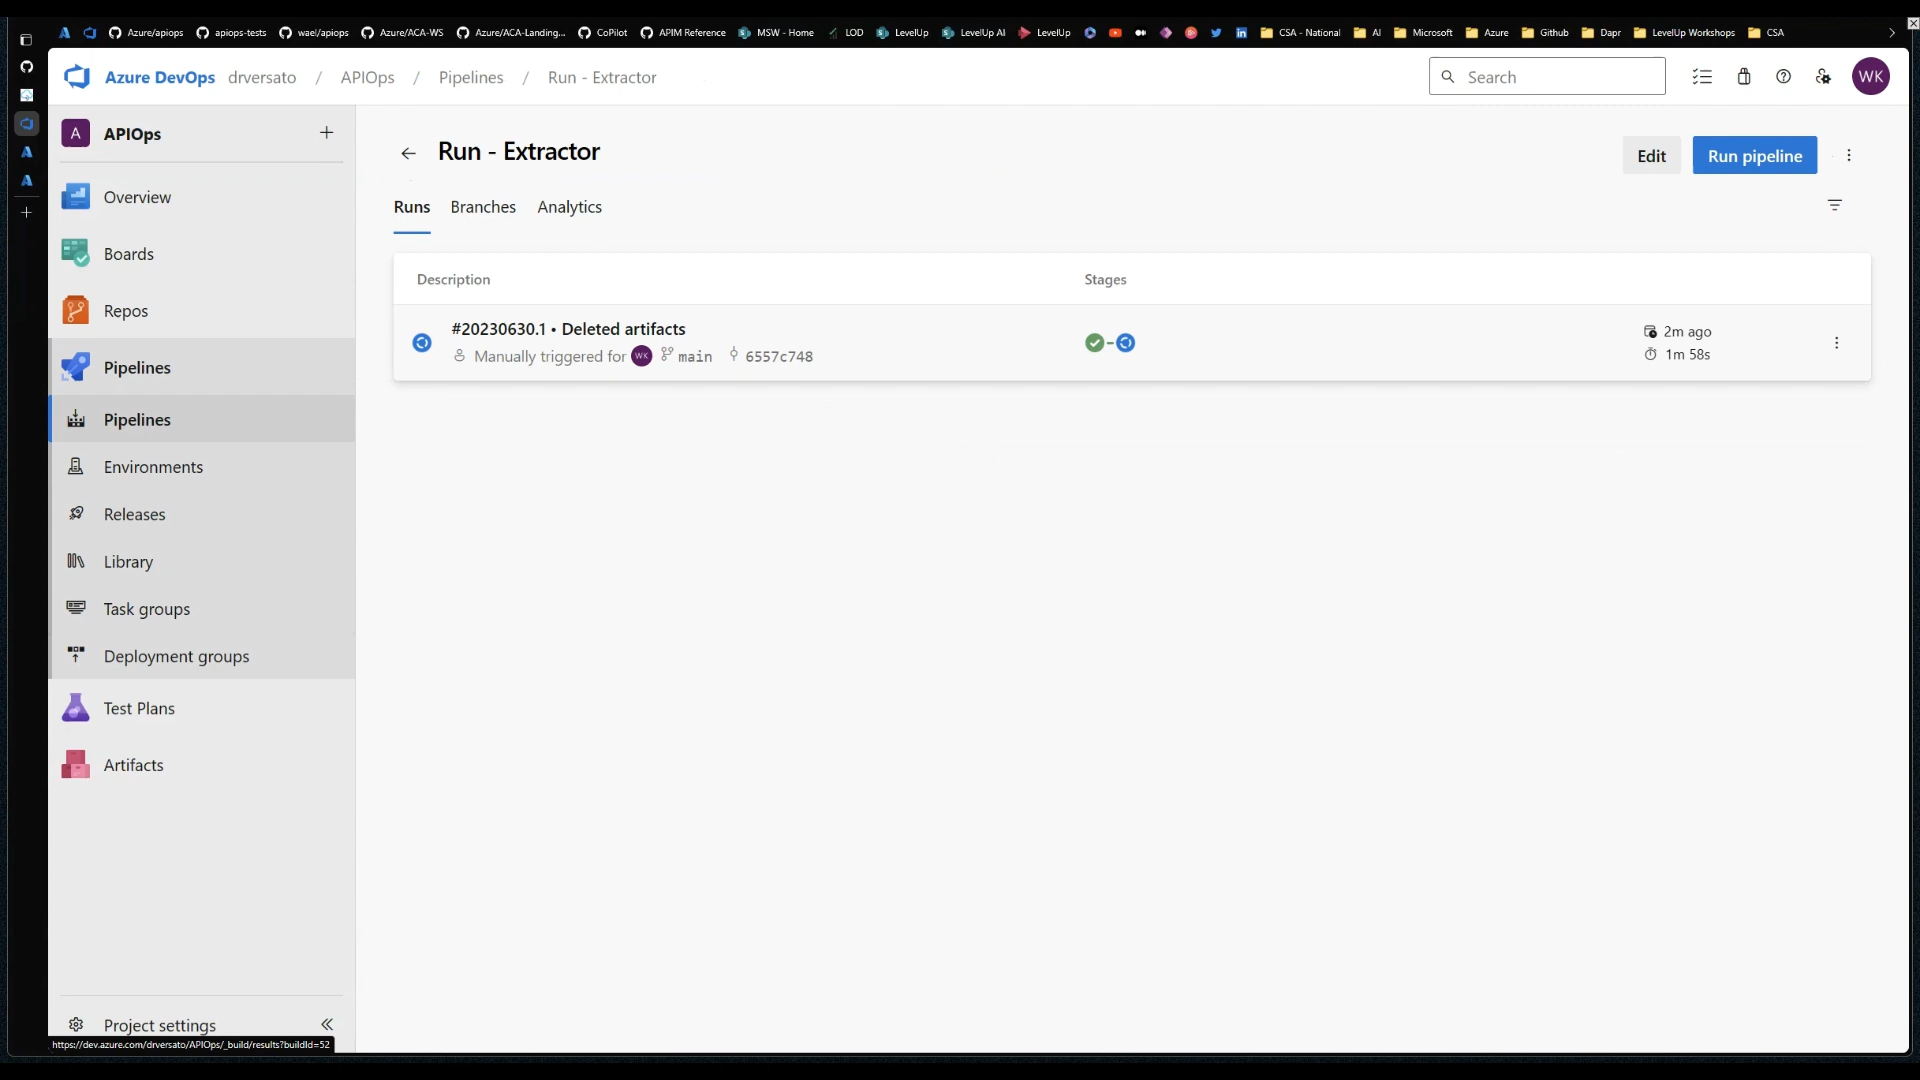 Azure/apiops apiops-tests wael/apiops Azure/ACA-WS Azure/ACA-Landing... CoPilot APIM Reference MSW - Home LOD LevelUp LevelUp AI LevelUp CSA - National AI Microsoft Azure Github Dapr LevelUp Workshops CSA
Azure DevOps drversato / APIOps / Pipelines / Run - Extractor
Search
WK
A APIOps
Run - Extractor
Edit
Run pipeline
Overview
Runs Branches Analytics
Boards
Description Stages
Repos
#20230630.1 • Deleted artifacts
2m ago
Manually triggered for WK main 6557c748
1m 58s
Pipelines
Pipelines
Environments
Releases
Library
Task groups
Deployment groups
Test Plans
Artifacts
Project settings
https://dev.azure.com/drversato/APIOps/_build/results?buildId=52